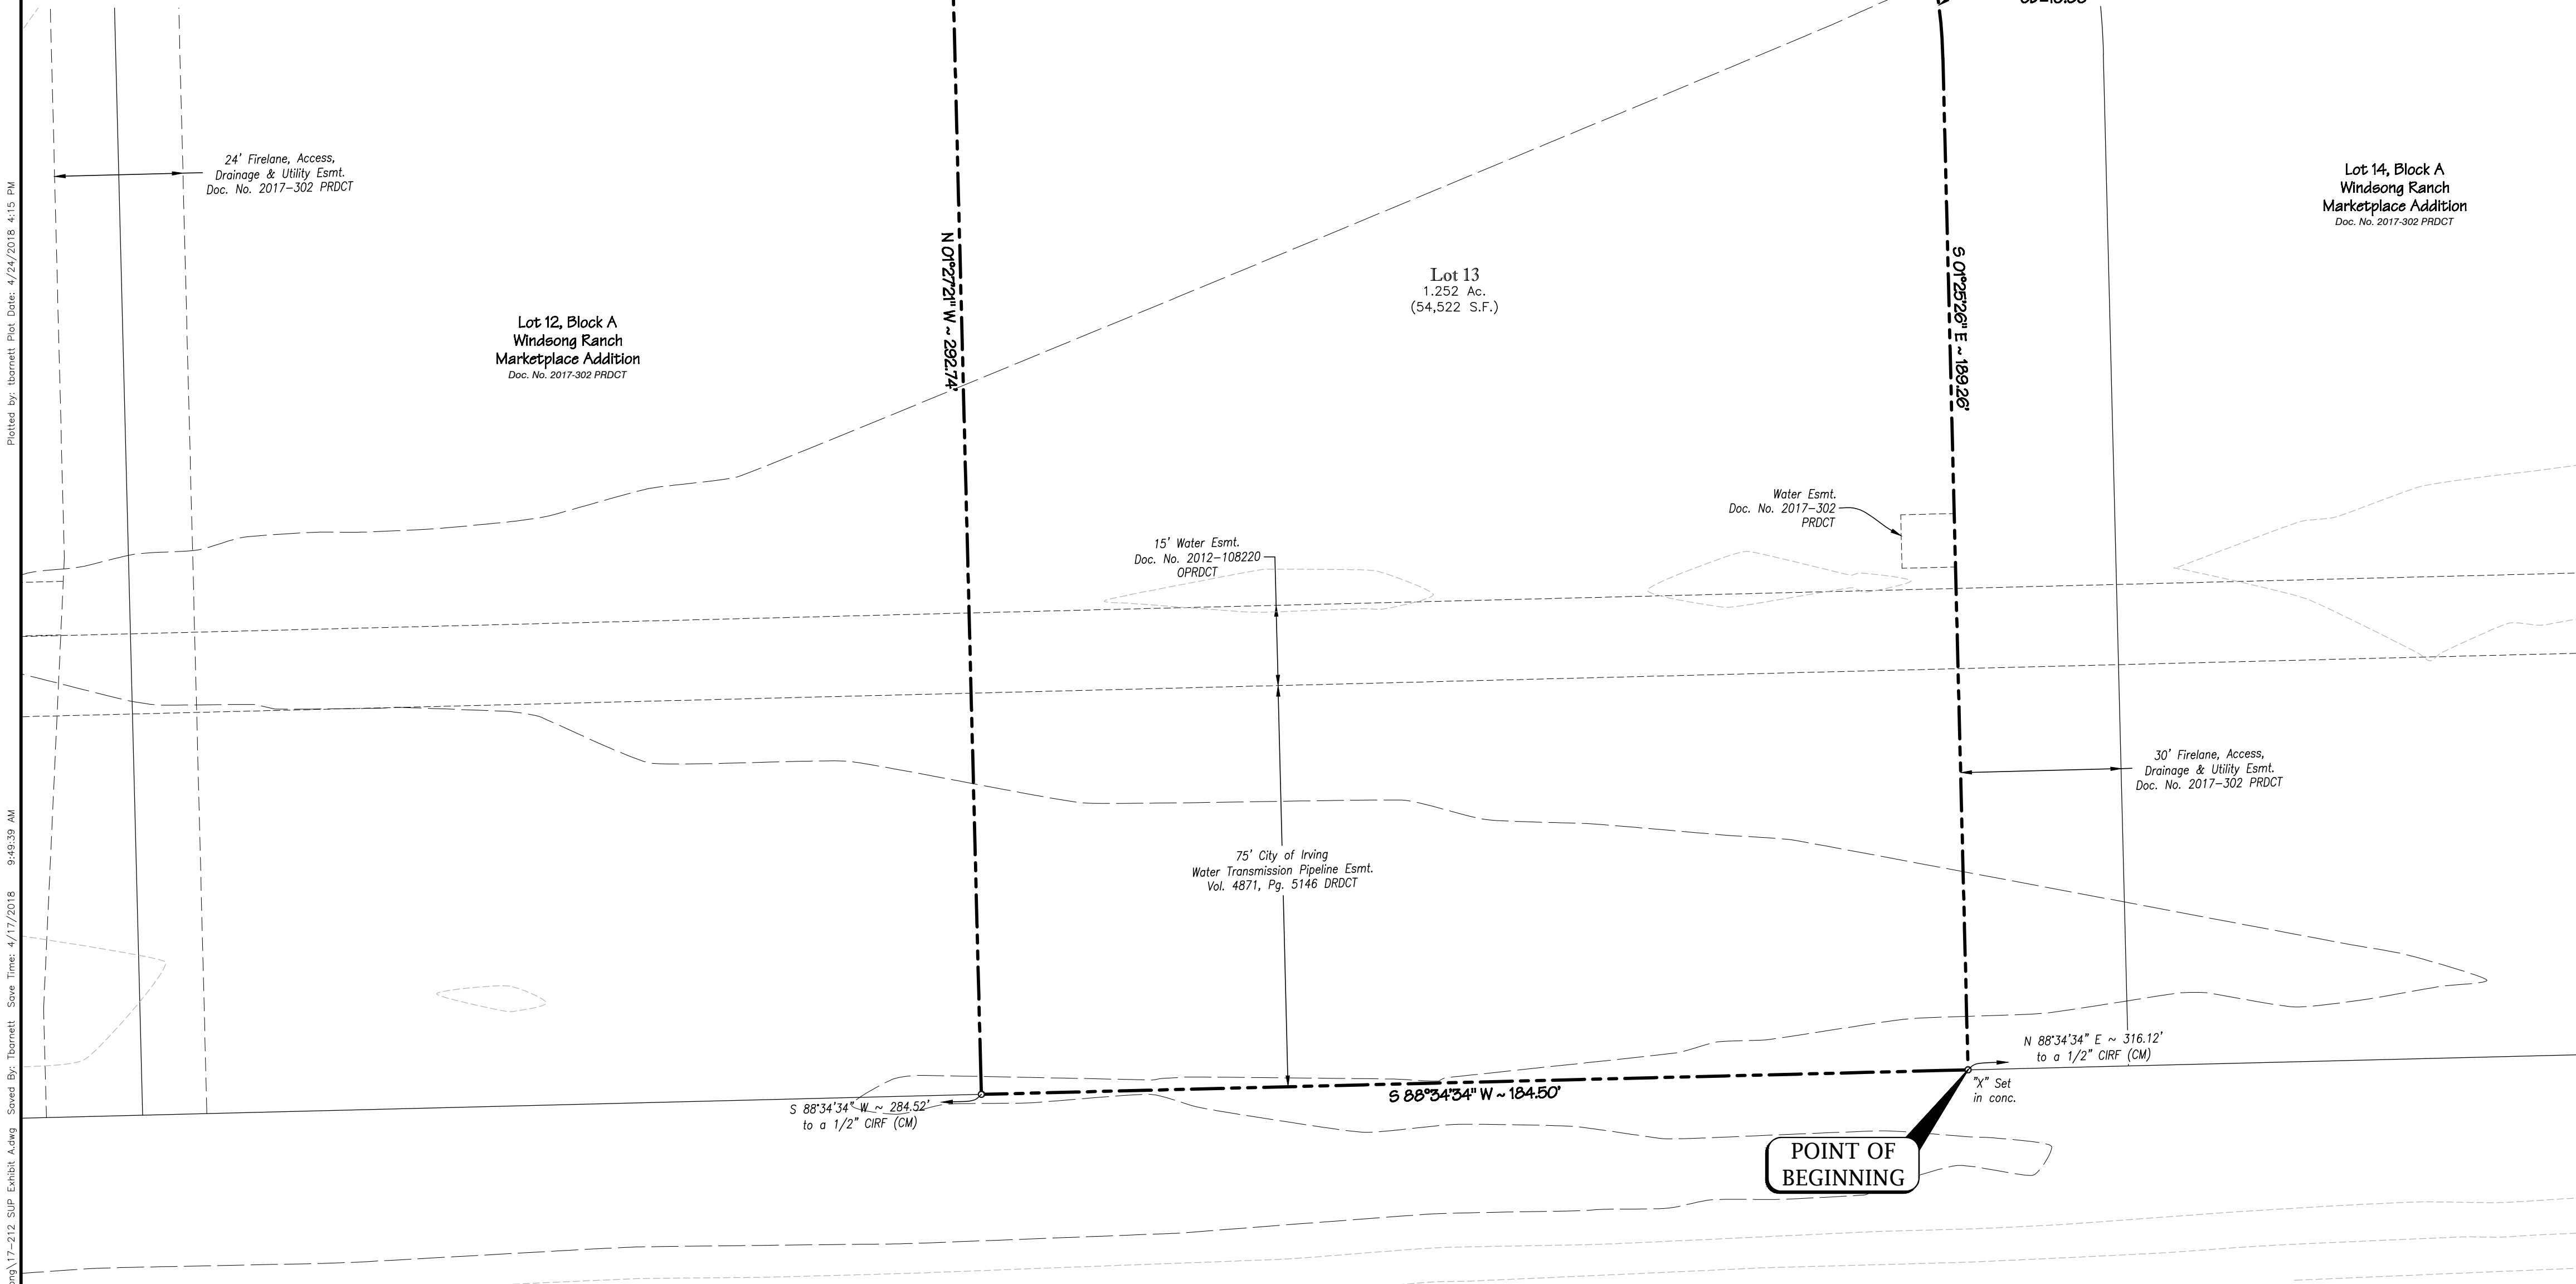 24' Firelane, Access,
Drainage & Utility Esmt.
Doc. No. 2017-302 PRDCT
Lot 12, Block A
Windsong Ranch
Marketplace Addition
Doc. No. 2017-302 PRDCT
N 01°27'21" W ~ 292.74'
Lot 13
1.252 Ac.
(54,522 S.F.)
S 01°25'26" E ~ 189.26'
Lot 14, Block A
Windsong Ranch
Marketplace Addition
Doc. No. 2017-302 PRDCT
Water Esmt.
Doc. No. 2017-302
PRDCT
15' Water Esmt.
Doc. No. 2012-108220
OPRDCT
30' Firelane, Access,
Drainage & Utility Esmt.
Doc. No. 2017-302 PRDCT
75' City of Irving
Water Transmission Pipeline Esmt.
Vol. 4871, Pg. 5146 DRDCT
N 88°34'34" E ~ 316.12'
to a 1/2" CIRF (CM)
"X" Set
in conc.
S 88°34'34" W ~ 184.50'
S 88°34'34" W ~ 284.52'
to a 1/2" CIRF (CM)
POINT OF
BEGINNING
ong\17-212 SUP Exhibit A.dwg Saved By: Tbarnett Save Time: 4/17/2018 9:49:39 AM Plotted by: tbarnett Plot Date: 4/24/2018 4:15 PM